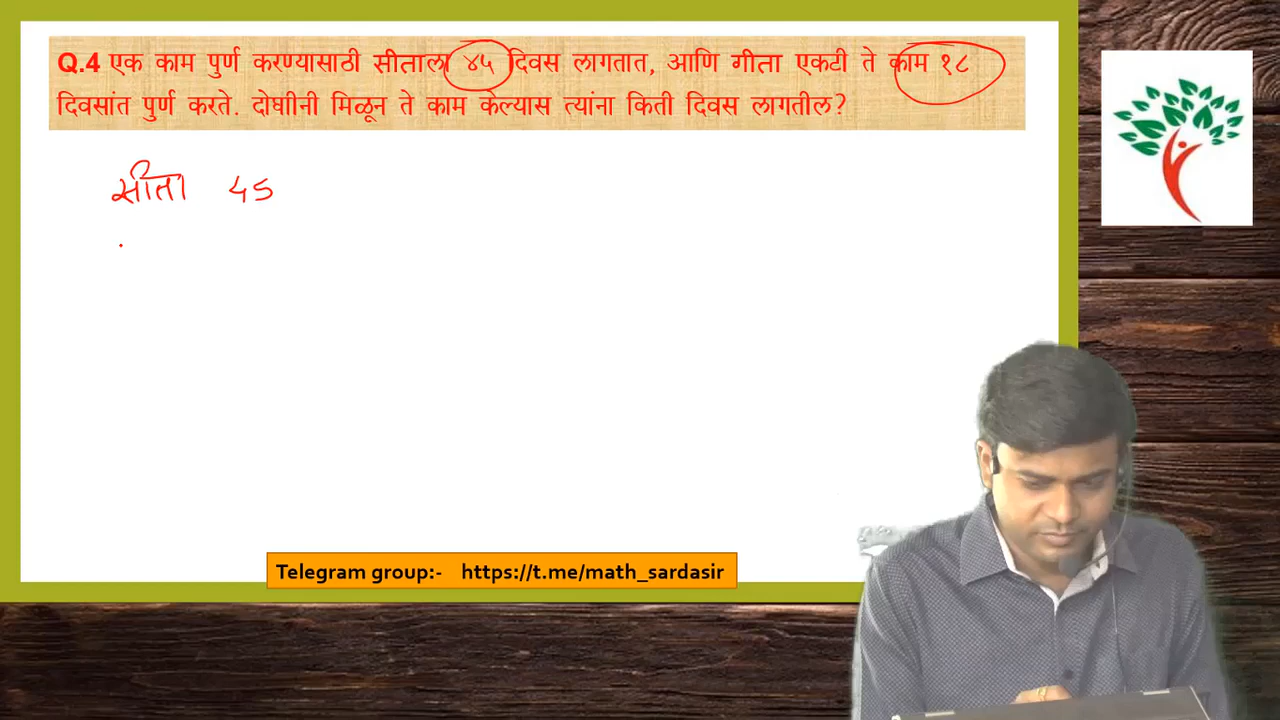 Q.4 एक काम पुर्ण करण्यासाठी सीताला ४५ दिवस लागतात, आणि गीता एकटी ते काम १८
दिवसांत पुर्ण करते. दोघींनी मिळून ते काम केल्यास त्यांना किती दिवस लागतील?
सीता 45
Telegram group:- https://t.me/math_sardasir